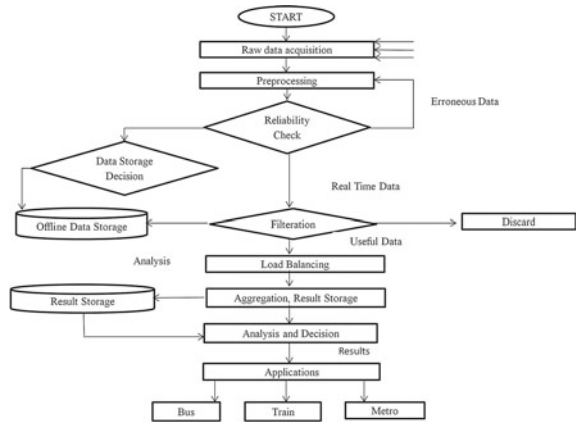 START
Raw data acquisition
Preprocessing
Erroneous Data
Reliability
Check
Data Storage
Decision
Real Time Data
Offline Data Storage
Filteration
Discard
Useful Data
Analysis
Load Balancing
Result Storage
Aggregation, Result Storage
Analysis and Decision
Results
Applications
Bus
Train
Metro